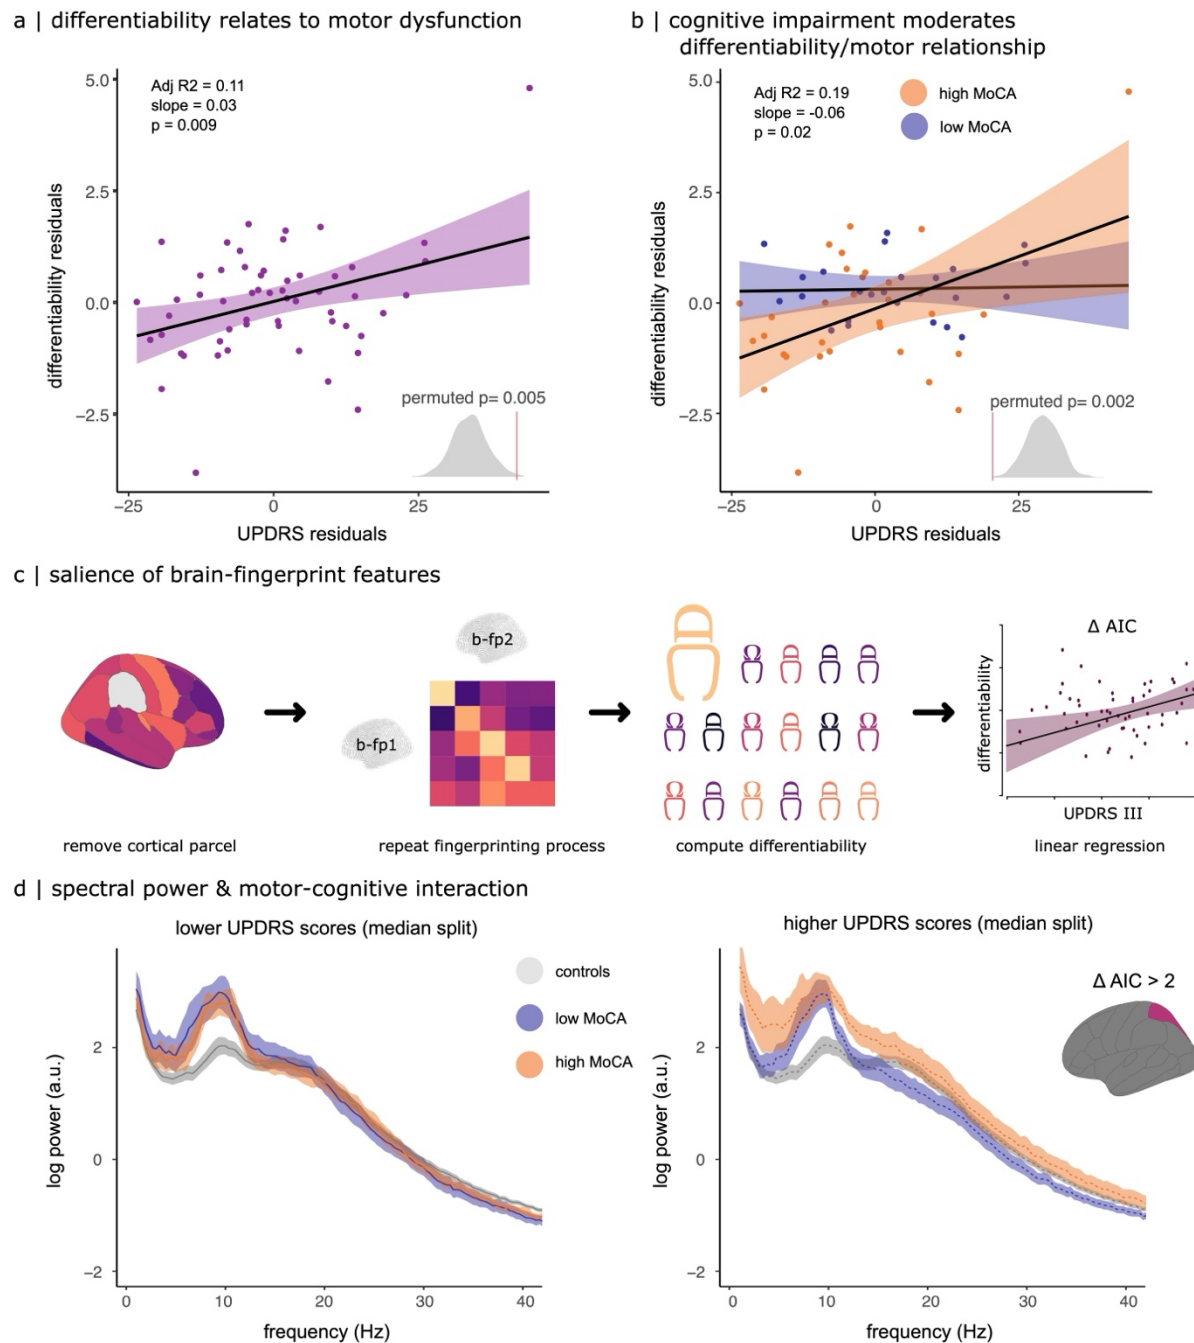 a | differentiability relates to motor dysfunction
Adj R2 = 0.11
slope = 0.03
p = 0.009
5.0
2.5
0.0
−2.5
differentiability residuals
permuted p= 0.005
−25
0
25
UPDRS residuals
b | cognitive impairment moderates
differentiability/motor relationship
Adj R2 = 0.19
slope = -0.06
p = 0.02
high MoCA
low MoCA
5.0
2.5
0.0
−2.5
differentiability residuals
permuted p= 0.002
−25
0
25
UPDRS residuals
c | salience of brain-fingerprint features
b-fp2
b-fp1
Δ AIC
differentiability
UPDRS III
remove cortical parcel
repeat fingerprinting process
compute differentiability
linear regression
d | spectral power & motor-cognitive interaction
lower UPDRS scores (median split)
controls
low MoCA
high MoCA
2
0
−2
log power (a.u.)
0
10
20
30
40
frequency (Hz)
higher UPDRS scores (median split)
Δ AIC > 2
2
0
−2
log power (a.u.)
0
10
20
30
40
frequency (Hz)